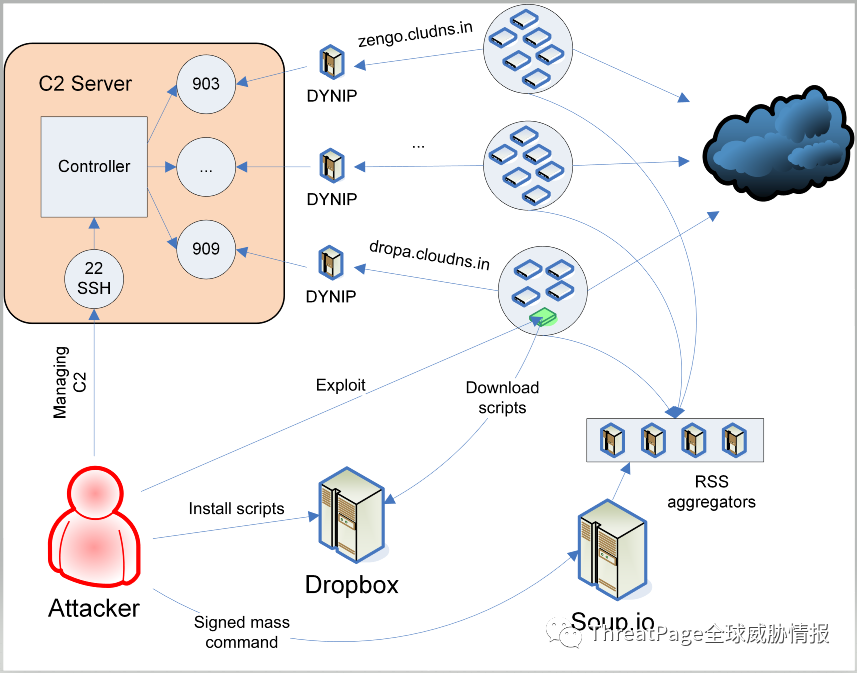 zengo.cludns.in
C2 Server
903
DYNIP
Controller
...
...
DYNIP
dropa.cloudns.in
909
22
SSH
DYNIP
Managing
C2
Exploit
Download
scripts
RSS
aggregators
Install scripts
Dropbox
Attacker
Signed mass
command
Soup.io
ThreatPage全球威胁情报